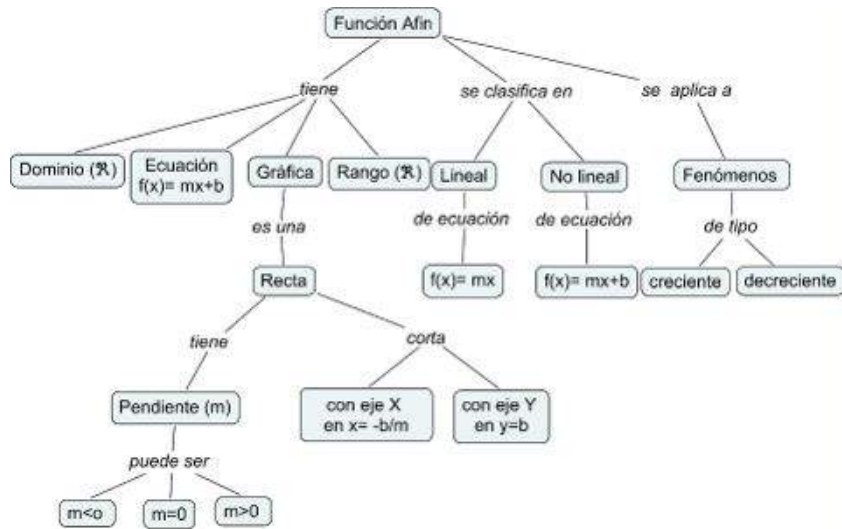 Función Afin
tiene
se clasifica en
se aplica a
Dominio (ℜ)
Ecuación
f(x)= mx+b
Gráfica
Rango (ℜ)
Lineal
No lineal
Fenómenos
es una
de ecuación
de ecuación
de tipo
Recta
f(x)= mx
f(x)= mx+b
creciente
decreciente
tiene
corta
Pendiente (m)
con eje X
en x= -b/m
con eje Y
en y=b
puede ser
m<o
m=0
m>0